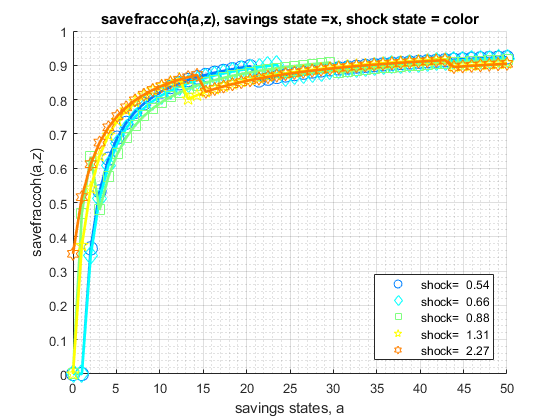 savefraccoh(a,z), savings state =x, shock state = color
savefraccoh(a,z)
1
0.9
0.8
0.7
0.6
0.5
0.4
0.3
0.2
0.1
0
0 5 10 15 20 25 30 35 40 45 50
savings states, a
shock= 0.54
shock= 0.66
shock= 0.88
shock= 1.31
shock= 2.27